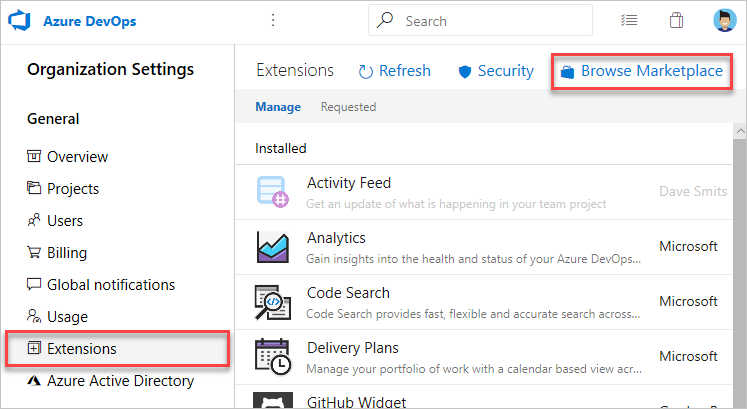 Azure DevOps
Search
Organization Settings
General
Overview
Projects
Users
Billing
Global notifications
Usage
Extensions
Azure Active Directory
Extensions Refresh Security Browse Marketplace
Manage Requested
Installed
Activity Feed
Get an update of what is happening in your team project
Dave Smits
Analytics
Gain insights into the health and status of your Azure DevOps...
Microsoft
Code Search
Code Search provides fast, flexible and accurate search across...
Microsoft
Delivery Plans
Manage your portfolio of work with a calendar based view acr...
Microsoft
GitHub Widget